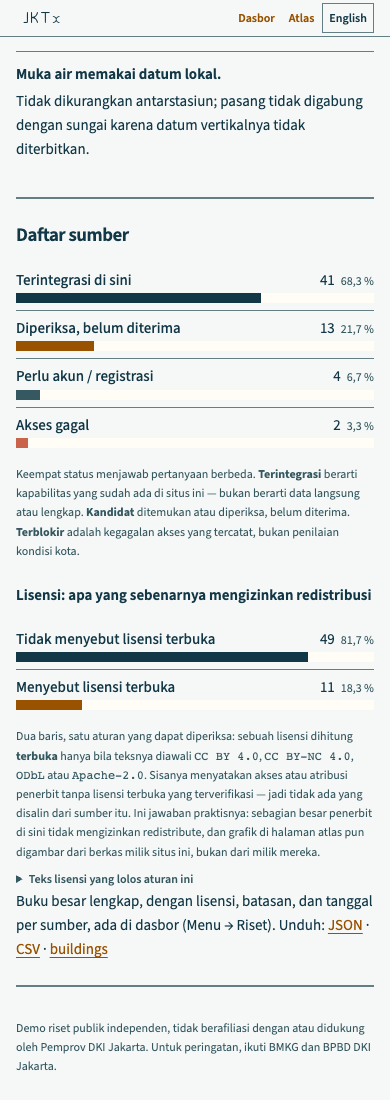 JKTx
Dasbor Atlas English
Muka air memakai datum lokal.
Tidak dikurangkan antarstasiun; pasang tidak digabung
dengan sungai karena datum vertikalnya tidak
diterbitkan.
Daftar sumber
Terintegrasi di sini 41 68,3 %
Diperiksa, belum diterima 13 21,7 %
Perlu akun / registrasi 4 6,7 %
Akses gagal 2 3,3 %
Keempat status menjawab pertanyaan berbeda. Terintegrasi berarti
kapabilitas yang sudah ada di situs ini — bukan berarti data langsung
atau lengkap. Kandidat ditemukan atau diperiksa, belum diterima.
Terblokir adalah kegagalan akses yang tercatat, bukan penilaian
kondisi kota.
Lisensi: apa yang sebenarnya mengizinkan redistribusi
Tidak menyebut lisensi terbuka 49 81,7 %
Menyebut lisensi terbuka 11 18,3 %
Dua baris, satu aturan yang dapat diperiksa: sebuah lisensi dihitung
terbuka hanya bila teksnya diawali CC BY 4.0, CC BY-NC 4.0,
ODbL atau Apache-2.0. Sisanya menyatakan akses atau atribusi
penerbit tanpa lisensi terbuka yang terverifikasi — jadi tidak ada yang
disalin dari sumber itu. Ini jawaban praktisnya: sebagian besar penerbit
di sini tidak mengizinkan redistribute, dan grafik di halaman atlas pun
digambar dari berkas milik situs ini, bukan dari milik mereka.
▶ Teks lisensi yang lolos aturan ini
Buku besar lengkap, dengan lisensi, batasan, dan tanggal
per sumber, ada di dasbor (Menu → Riset). Unduh: JSON ·
CSV · buildings
Demo riset publik independen, tidak berafiliasi dengan atau didukung
oleh Pemprov DKI Jakarta. Untuk peringatan, ikuti BMKG dan BPBD DKI
Jakarta.